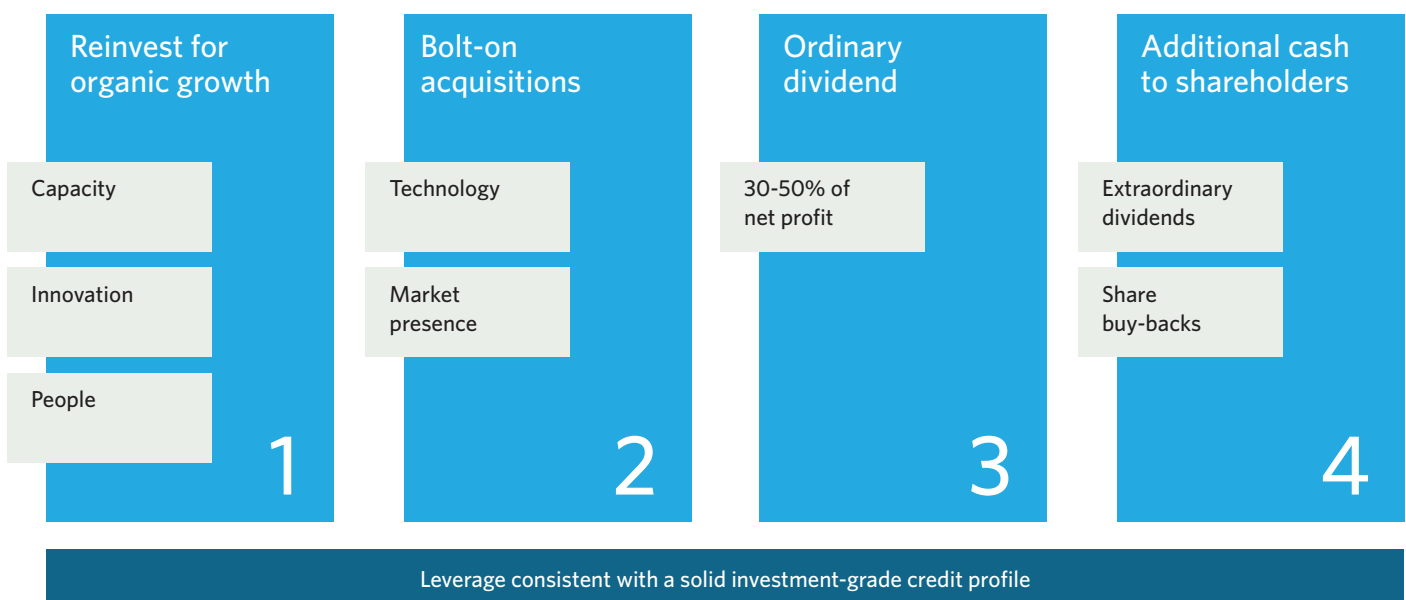 Reinvest for
organic growth
Capacity
Innovation
People
1
Bolt-on
acquisitions
Technology
Market
presence
2
Ordinary
dividend
30-50% of
net profit
3
Additional cash
to shareholders
Extraordinary
dividends
Share
buy-backs
4
Leverage consistent with a solid investment-grade credit profile